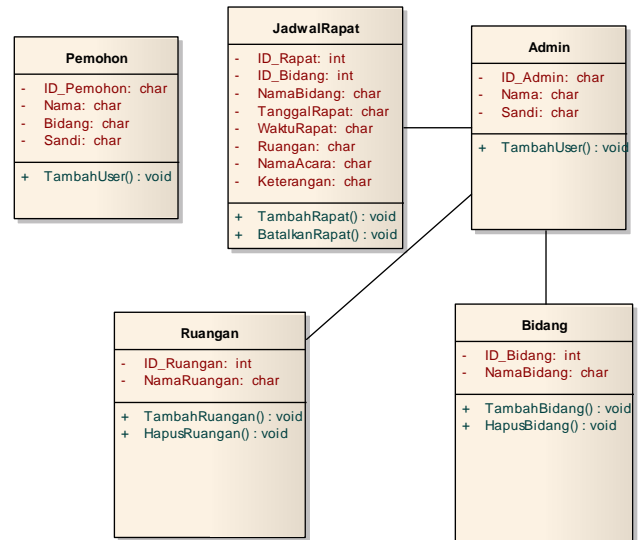 Pemohon
- ID_Pemohon: char
- Nama: char
- Bidang: char
- Sandi: char
+ TambahUser() : void
JadwalRapat
- ID_Rapat: int
- ID_Bidang: int
- NamaBidang: char
- TanggalRapat: char
- WaktuRapat: char
- Ruangan: char
- NamaAcara: char
- Keterangan: char
+ TambahRapat() : void
+ BatalkanRapat() : void
Admin
- ID_Admin: char
- Nama: char
- Sandi: char
+ TambahUser() : void
Ruangan
- ID_Ruangan: int
- NamaRuangan: char
+ TambahRuangan() : void
+ HapusRuangan() : void
Bidang
- ID_Bidang: int
- NamaBidang: char
+ TambahBidang() : void
+ HapusBidang() : void